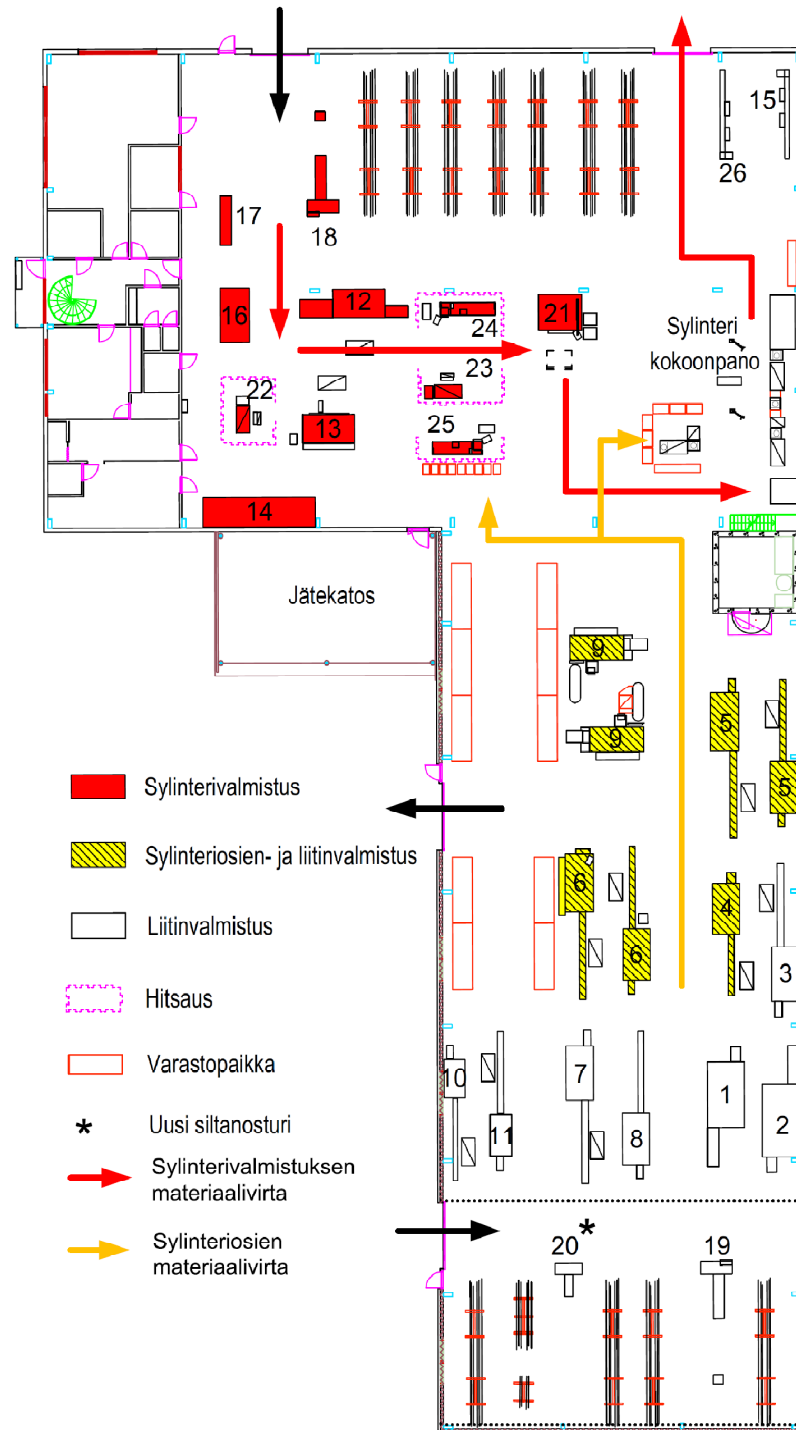 15
26
17
18
12
24
21
16
Sylinteri
kokoonpano
23
22
13
25
14
Jätekatos
9
9
5
5
Sylinterivalmistus
Sylinteriosien- ja liitinvalmistus
6
4
Liitinvalmistus
6
3
Hitsaus
Varastopaikka
10
7
1
2
11
8
* Uusi siltanosturi
Sylinterivalmistuksen
materiaalivirta
Sylinteriosien
materiaalivirta
20 *
19